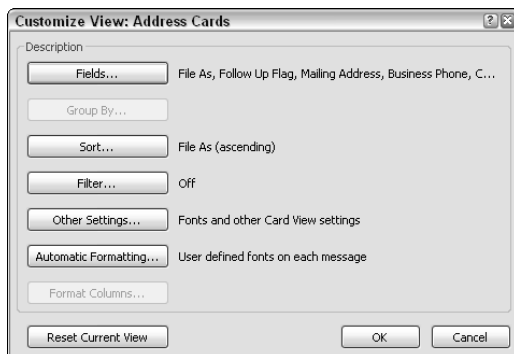 Customize View: Address Cards
Description
Fields... File As, Follow Up Flag, Mailing Address, Business Phone, C...
Group By...
Sort... File As (ascending)
Filter... Off
Other Settings... Fonts and other Card View settings
Automatic Formatting... User defined fonts on each message
Format Columns...
Reset Current View OK Cancel